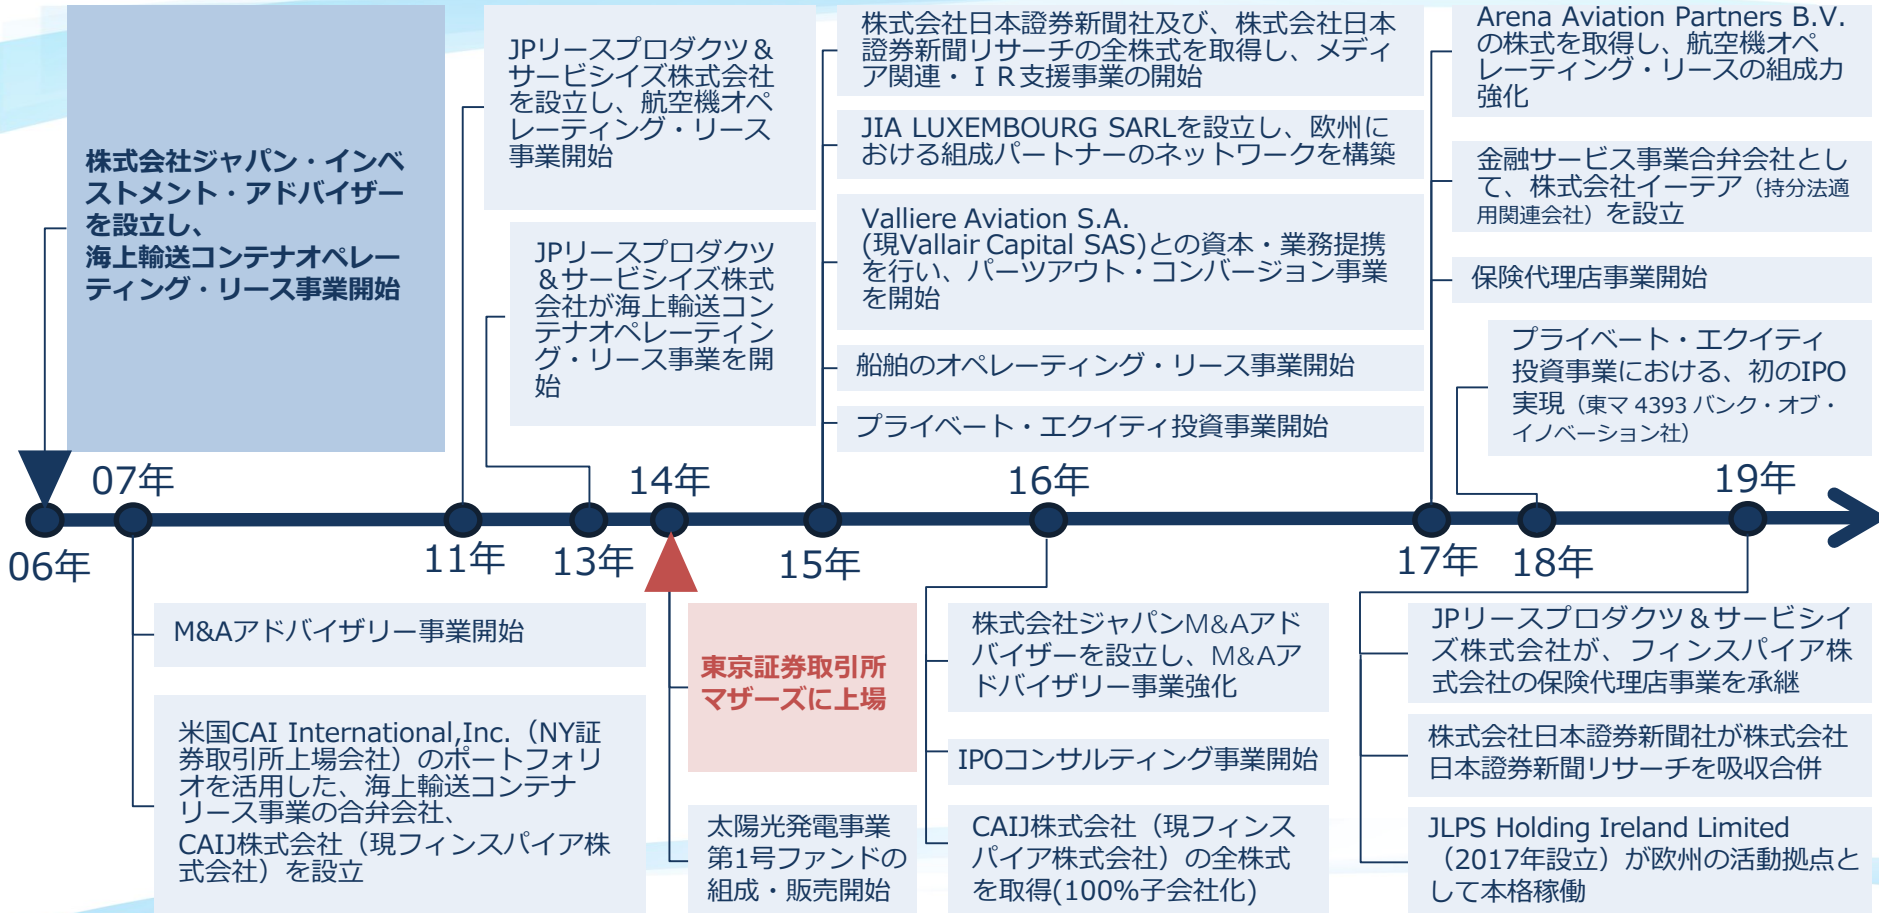 株式会社ジャパン・インベ
ストメント・アドバイザー
を設立し、
海上輸送コンテナオペレー
ティング・リース事業開始
JPリースプロダクツ＆
サービシイズ株式会社
を設立し、航空機オペ
レーティング・リース
事業開始
JPリースプロダクツ
＆サービシイズ株式
会社が海上輸送コン
テナオペレーティン
グ・リース事業を開
始
株式会社日本證券新聞社及び、株式会社日本
證券新聞リサーチの全株式を取得し、メディ
ア関連・ＩＲ支援事業の開始
JIA LUXEMBOURG SARLを設立し、欧州に
おける組成パートナーのネットワークを構築
Valliere Aviation S.A.
(現Vallair Capital SAS)との資本・業務提携
を行い、パーツアウト・コンバージョン事業
を開始
船舶のオペレーティング・リース事業開始
プライベート・エクイティ投資事業開始
Arena Aviation Partners B.V.
の株式を取得し、航空機オペ
レーティング・リースの組成力
強化
金融サービス事業合弁会社とし
て、株式会社イーテア（持分法適
用関連会社）を設立
保険代理店事業開始
プライベート・エクイティ
投資事業における、初のIPO
実現（東マ 4393 バンク・オブ・
イノベーション社）
07年
14年
16年
19年
06年
11年
13年
15年
17年
18年
M&Aアドバイザリー事業開始
米国CAI International,Inc.（NY証
券取引所上場会社）のポートフォリ
オを活用した、海上輸送コンテナ
リース事業の合弁会社、
CAIJ株式会社（現フィンスパイア株
式会社）を設立
東京証券取引所
マザーズに上場
太陽光発電事業
第1号ファンドの
組成・販売開始
株式会社ジャパンM&Aアド
バイザーを設立し、M&Aア
ドバイザリー事業強化
IPOコンサルティング事業開始
CAIJ株式会社（現フィンス
パイア株式会社）の全株式
を取得(100%子会社化)
JPリースプロダクツ＆サービシイ
ズ株式会社が、フィンスパイア株
式会社の保険代理店事業を承継
株式会社日本證券新聞社が株式会社
日本證券新聞リサーチを吸収合併
JLPS Holding Ireland Limited
（2017年設立）が欧州の活動拠点と
して本格稼働